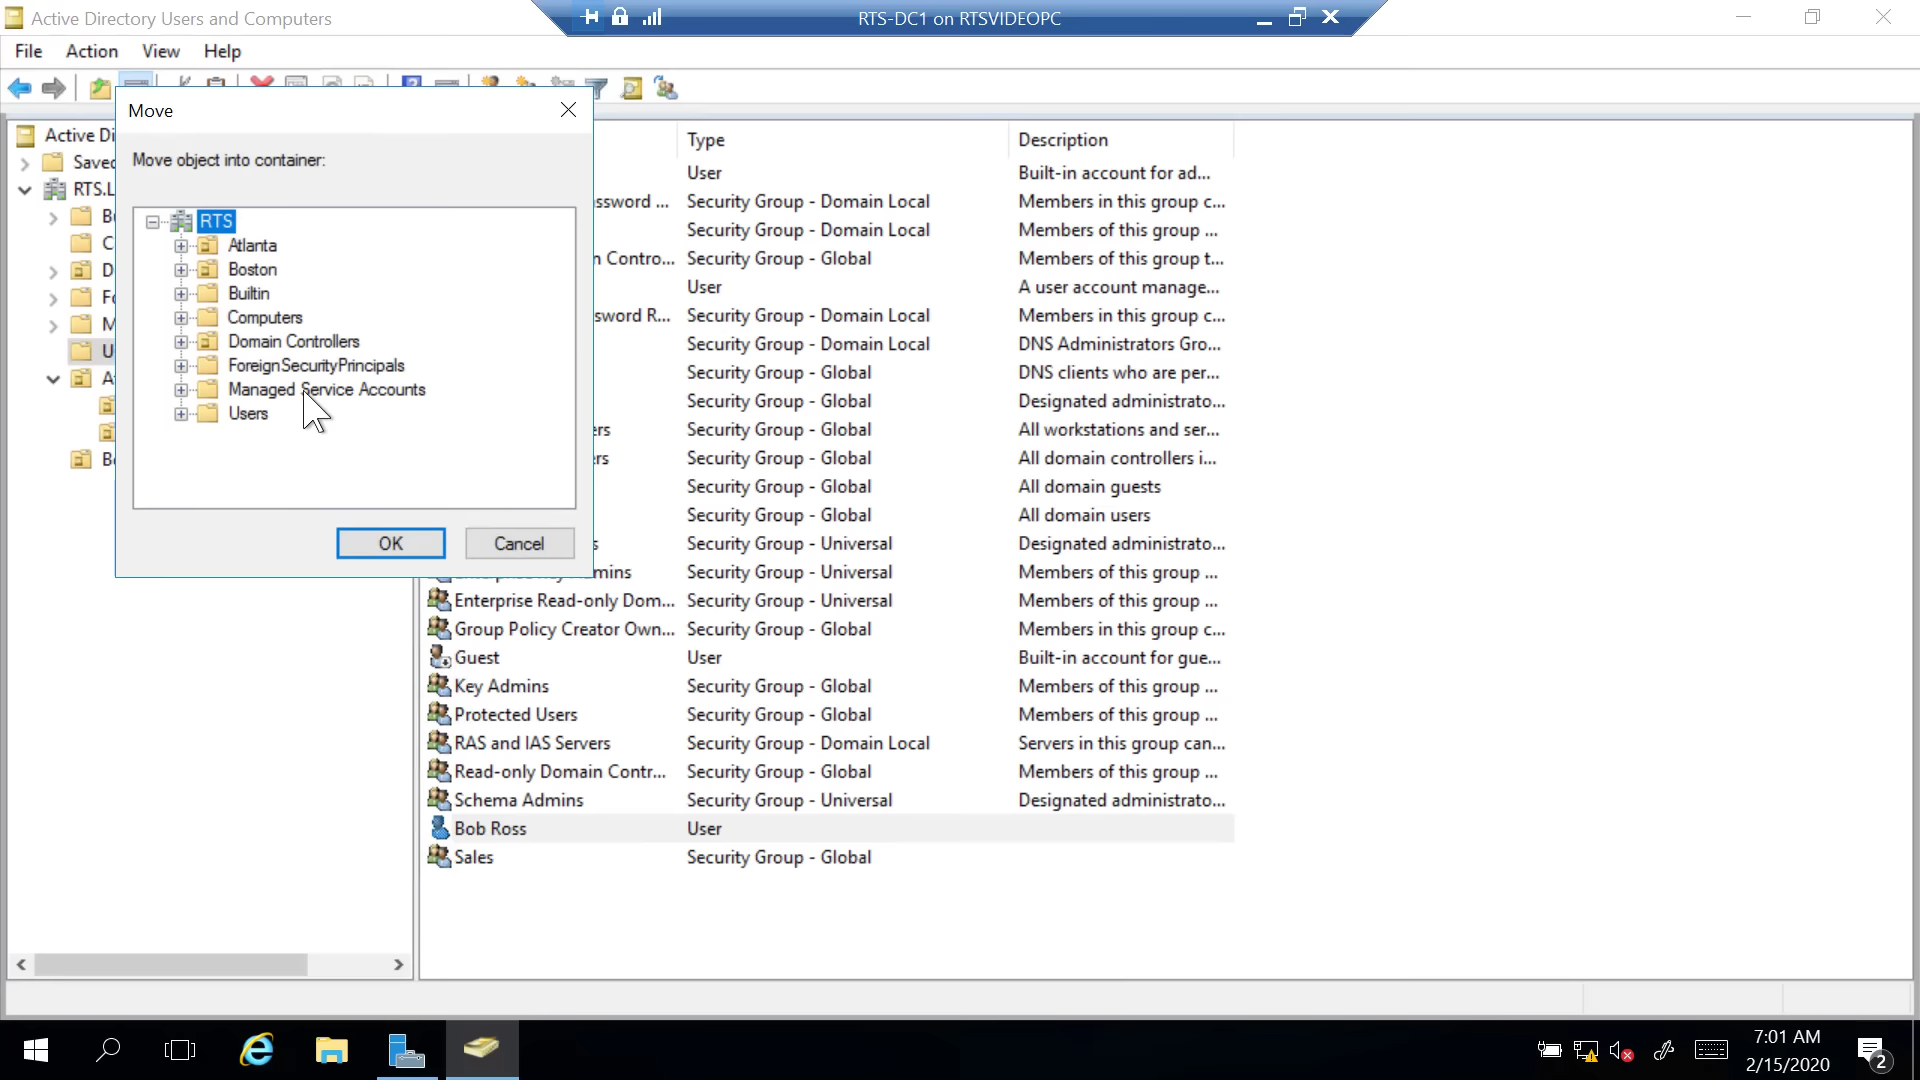 Active Directory Users and Computers
RTS-DC1 on RTSVIDEOPC
File Action View Help
Move
Move object into container:
RTS
Atlanta
Boston
Builtin
Computers
Domain Controllers
ForeignSecurityPrincipals
Managed Service Accounts
Users
OK Cancel
Active Di
Saved
RTS.L
B
C
D
Fo
M
U
A
B
Type Description
User Built-in account for ad...
ssword ... Security Group - Domain Local Members in this group c...
Security Group - Domain Local Members of this group ...
n Contro... Security Group - Global Members of this group t...
User A user account manage...
sword R... Security Group - Domain Local Members in this group c...
Security Group - Domain Local DNS Administrators Gro...
Security Group - Global DNS clients who are per...
Security Group - Global Designated administrato...
ers Security Group - Global All workstations and ser...
ers Security Group - Global All domain controllers i...
Security Group - Global All domain guests
Security Group - Global All domain users
s Security Group - Universal Designated administrato...
Enterprise Key Admins Security Group - Universal Members of this group ...
Enterprise Read-only Dom... Security Group - Universal Members of this group ...
Group Policy Creator Own... Security Group - Global Members in this group c...
Guest User Built-in account for gue...
Key Admins Security Group - Global Members of this group ...
Protected Users Security Group - Global Members of this group ...
RAS and IAS Servers Security Group - Domain Local Servers in this group can...
Read-only Domain Contr... Security Group - Global Members of this group ...
Schema Admins Security Group - Universal Designated administrato...
Bob Ross User
Sales Security Group - Global
7:01 AM
2/15/2020
2